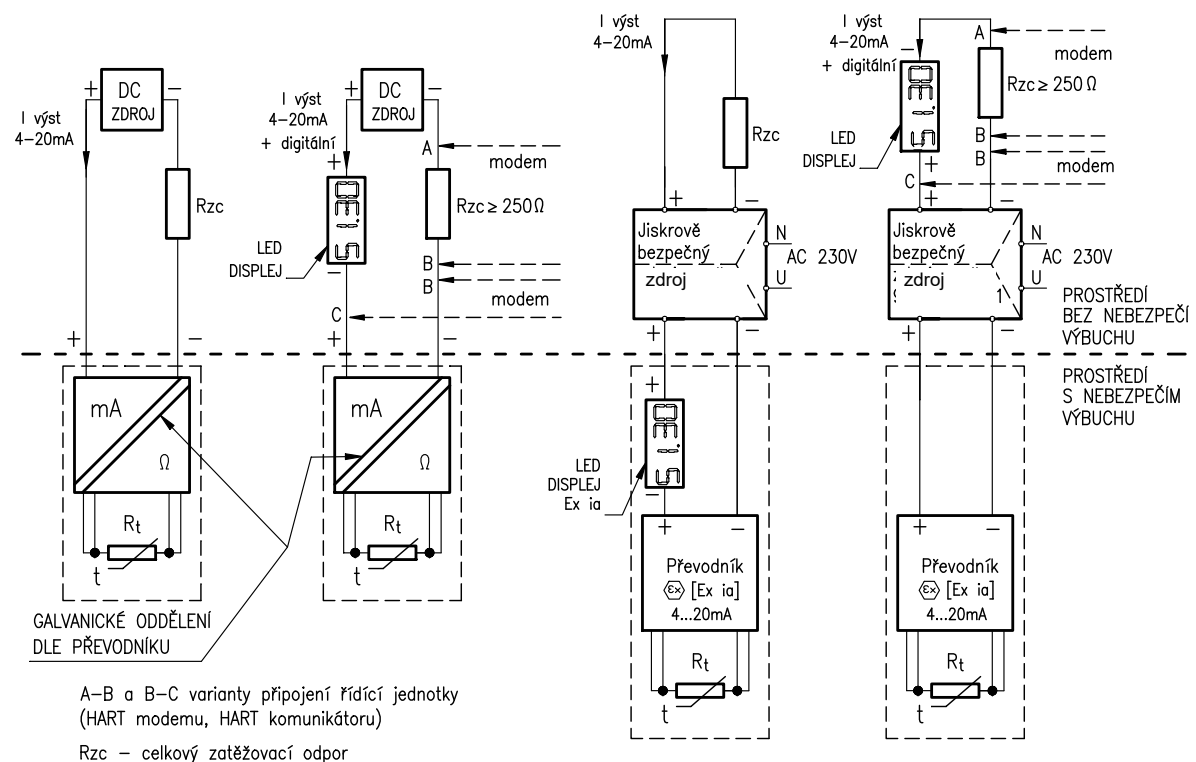 I výst
4–20mA
+
DC
ZDROJ
–
Rzc
+
–
mA
Ω
Rt
t
I výst
4–20mA
+ digitální
+
DC
ZDROJ
–
A
modem
+
LED
DISPLEJ
–
Rzc ≥ 250 Ω
B
B
modem
C
+
–
mA
Ω
Rt
t
GALVANICKÉ ODDĚLENÍ
DLE PŘEVODNÍKU
I výst
4–20mA
Rzc
+
–
Jiskrově
bezpečný
zdroj
N
AC 230V
U
+
–
+
LED
DISPLEJ
Ex ia
–
+
–
Převodník
εx [Ex ia]
4...20mA
Rt
t
I výst
4–20mA
+ digitální
–
A
modem
Rzc ≥ 250 Ω
LED
DISPLEJ
+
B
B
modem
C
+
–
Jiskrově
bezpečný
zdroj
1
N
AC 230V
U
+
–
PROSTŘEDÍ
BEZ NEBEZPEČÍ
VÝBUCHU
PROSTŘEDÍ
S NEBEZPEČÍM
VÝBUCHU
+
–
Převodník
εx [Ex ia]
4...20mA
Rt
t
A–B a B–C varianty připojení řídící jednotky
(HART modemu, HART komunikátoru)
Rzc – celkový zatěžovací odpor